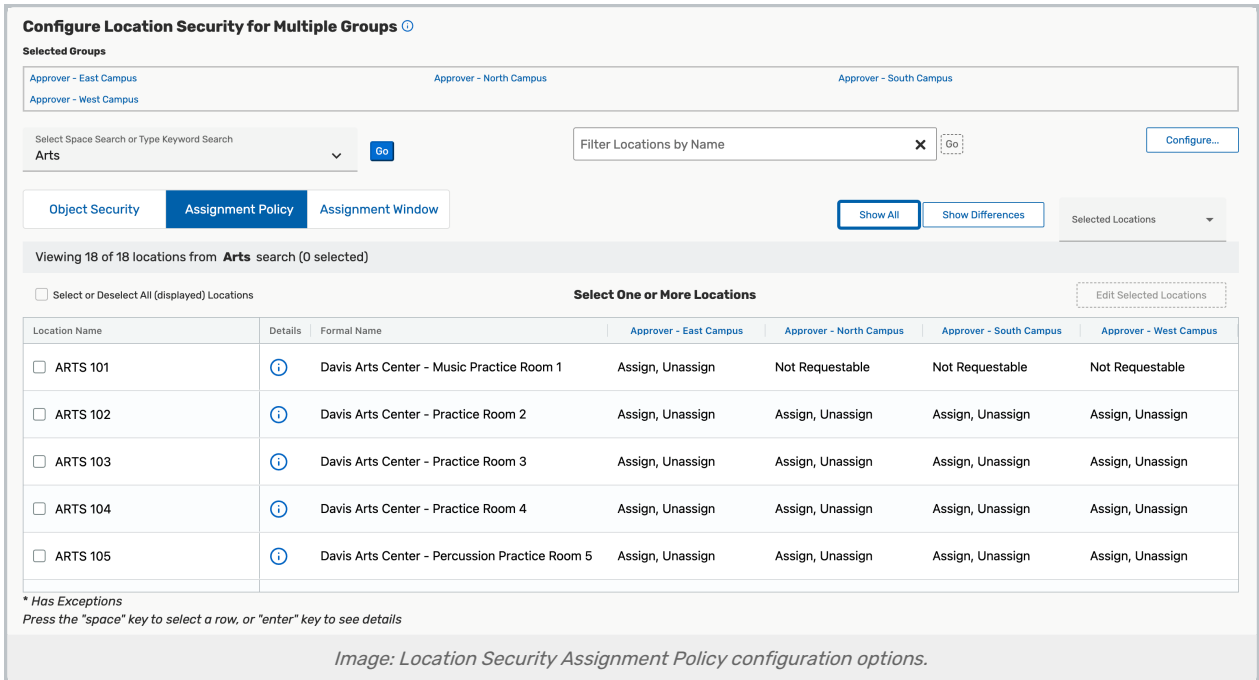 Configure Location Security for Multiple Groups
Selected Groups
Approver - East Campus Approver - North Campus Approver - South Campus
Approver - West Campus
Select Space Search or Type Keyword Search
Arts
Go
Filter Locations by Name
Go
Configure...
Object Security Assignment Policy Assignment Window
Show All Show Differences Selected Locations
Viewing 18 of 18 locations from Arts search (0 selected)
Select or Deselect All (displayed) Locations Select One or More Locations Edit Selected Locations
Location Name Details Formal Name Approver - East Campus Approver - North Campus Approver - South Campus Approver - West Campus
ARTS 101 Davis Arts Center - Music Practice Room 1 Assign, Unassign Not Requestable Not Requestable Not Requestable
ARTS 102 Davis Arts Center - Practice Room 2 Assign, Unassign Assign, Unassign Assign, Unassign Assign, Unassign
ARTS 103 Davis Arts Center - Practice Room 3 Assign, Unassign Assign, Unassign Assign, Unassign Assign, Unassign
ARTS 104 Davis Arts Center - Practice Room 4 Assign, Unassign Assign, Unassign Assign, Unassign Assign, Unassign
ARTS 105 Davis Arts Center - Percussion Practice Room 5 Assign, Unassign Assign, Unassign Assign, Unassign Assign, Unassign
* Has Exceptions
Press the "space" key to select a row, or "enter" key to see details
Image: Location Security Assignment Policy configuration options.